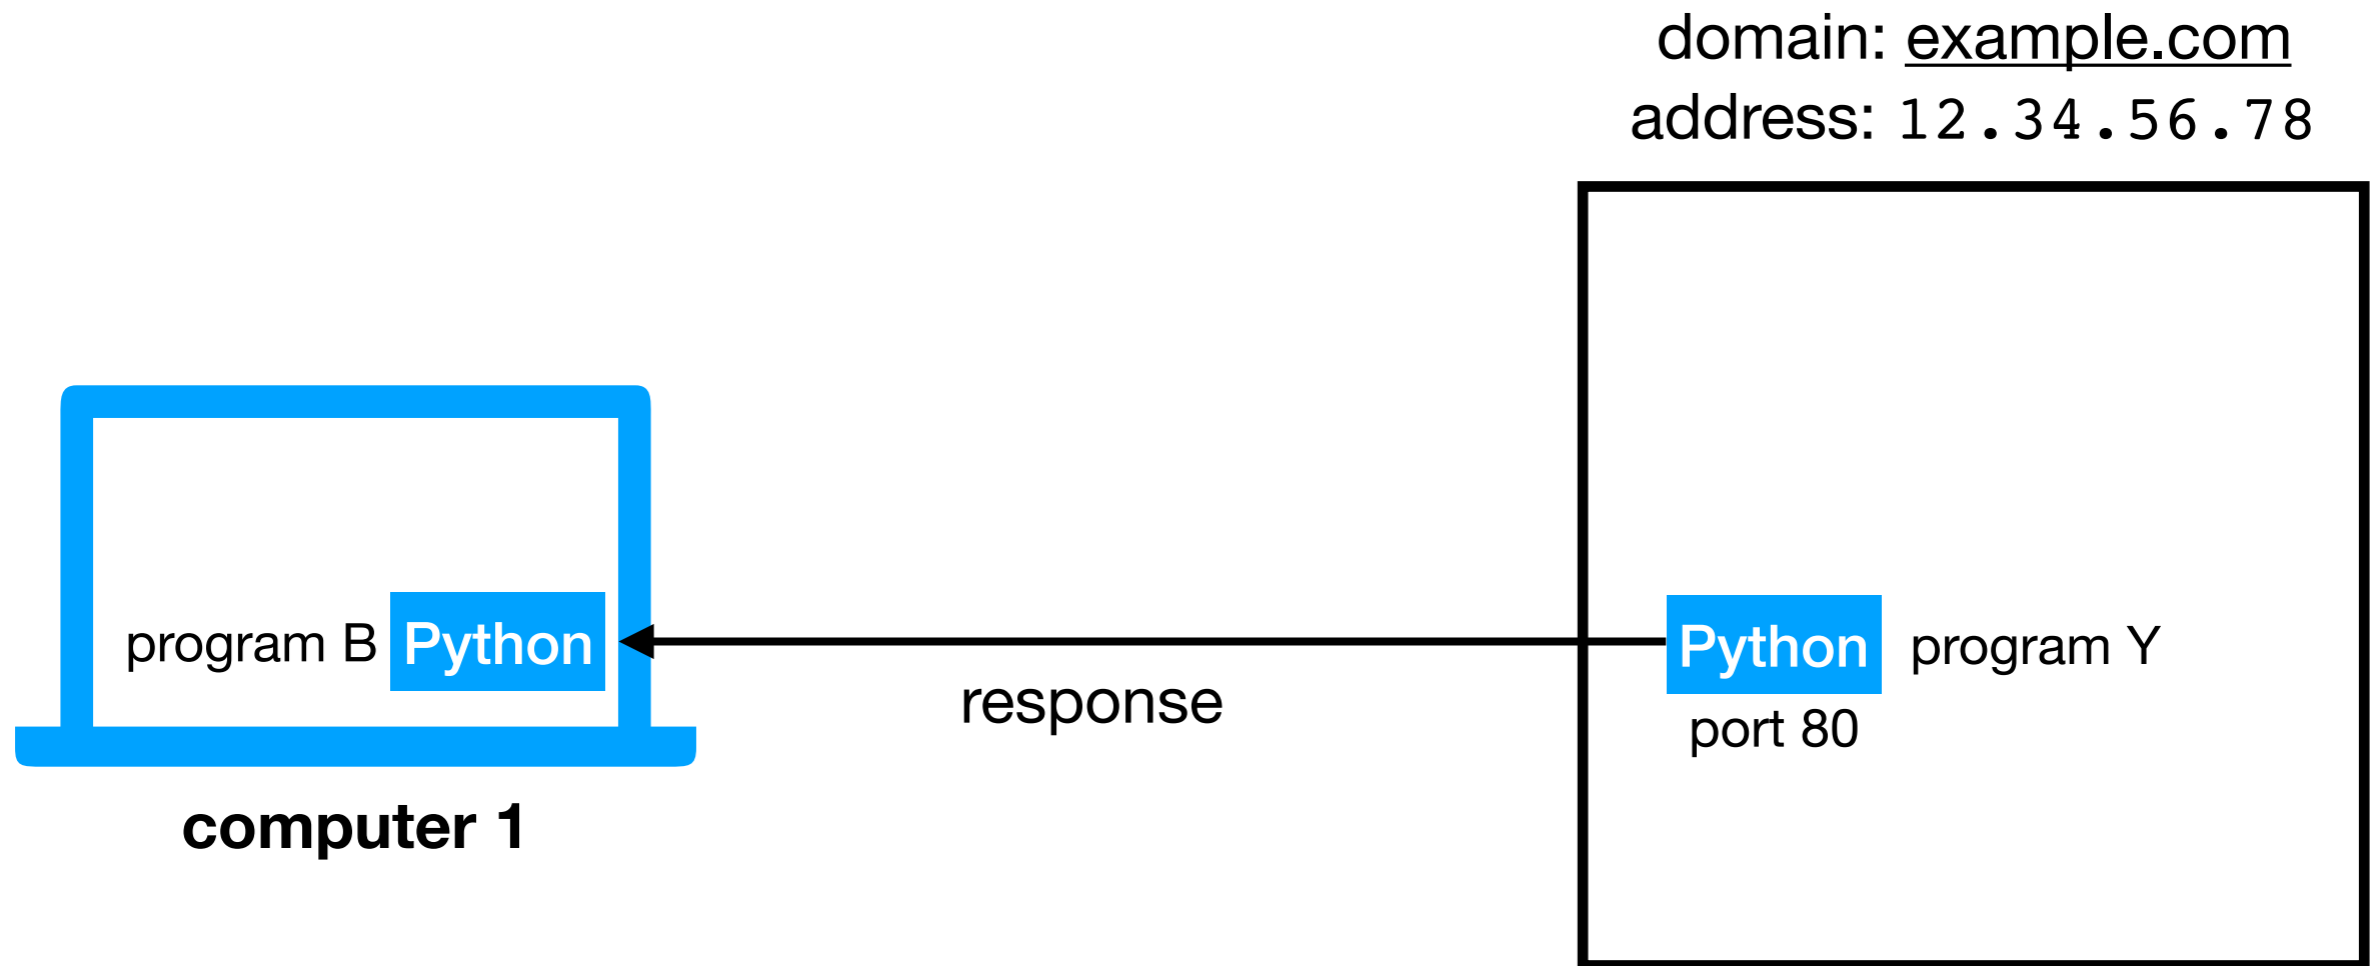 domain: example.com
address: 12.34.56.78
program B Python
response
Python program Y
port 80
computer 1